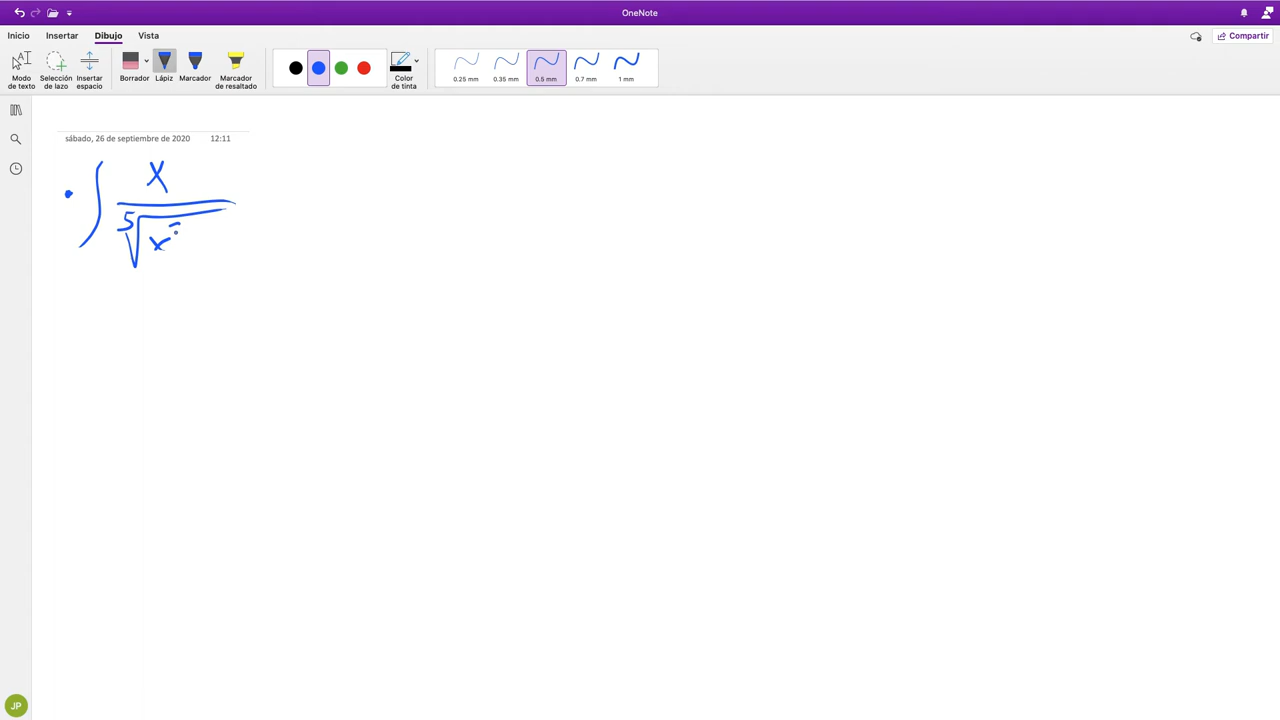 OneNote
Inicio Insertar Dibujo Vista
Compartir
Modo de texto
Selección de lazo
Insertar espacio
Borrador
Lápiz
Marcador
Marcador de resaltado
Color de tinta
0.25 mm
0.35 mm
0.5 mm
0.7 mm
1 mm
sábado, 26 de septiembre de 2020 12:11
• ∫ x
5√x
JP